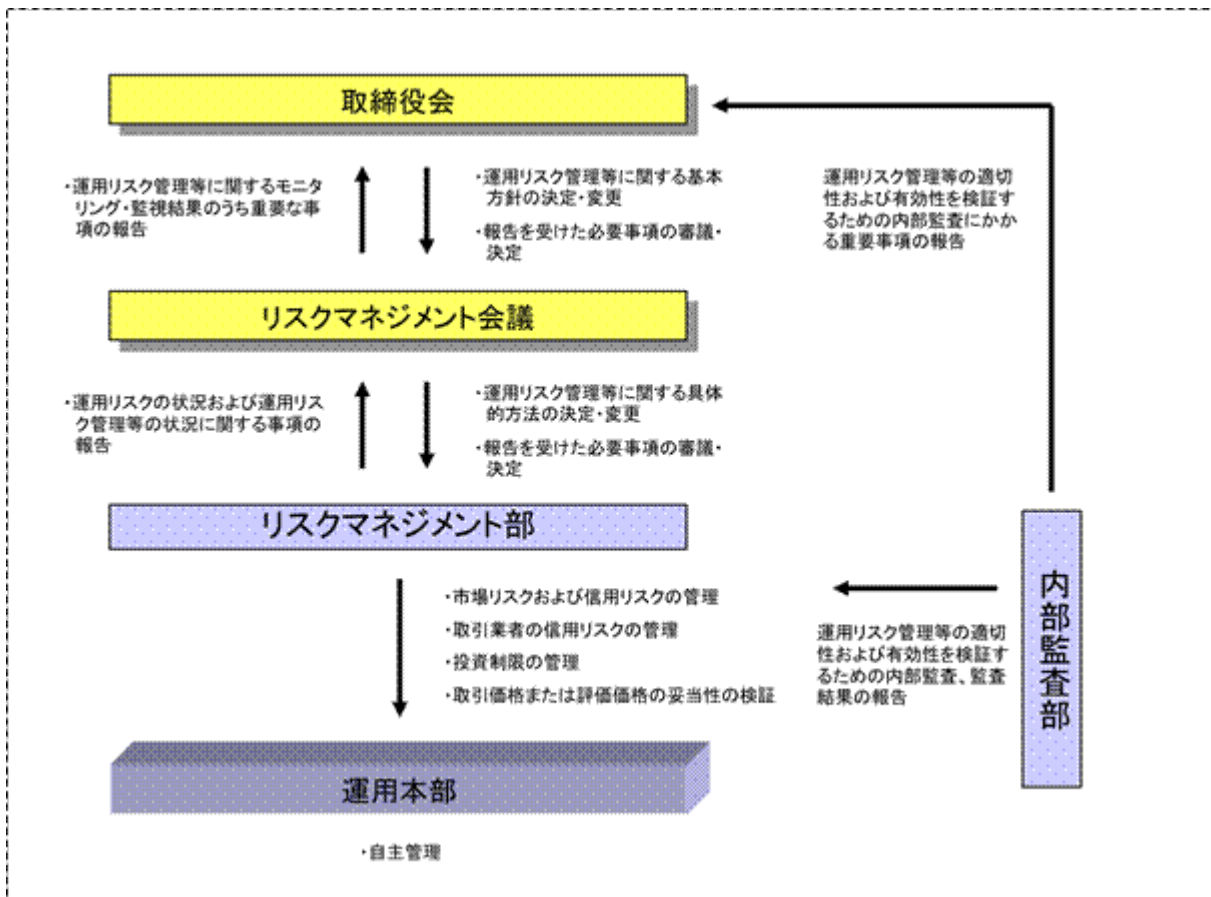 取締役会
・運用リスク管理等に関するモニ
タリング・監視結果のうち重要な事
項の報告
・運用リスク管理等に関する基本
方針の決定・変更
・報告を受けた必要事項の審議・
決定
運用リスク管理等の適切
性および有効性を検証す
るための内部監査にかか
る重要事項の報告
リスクマネジメント会議
・運用リスクの状況および運用リス
ク管理等の状況に関する事項の
報告
・運用リスク管理等に関する具体
的方法の決定・変更
・報告を受けた必要事項の審議・
決定
リスクマネジメント部
・市場リスクおよび信用リスクの管理
・取引業者の信用リスクの管理
・投資制限の管理
・取引価格または評価価格の妥当性の検証
運用リスク管理等の適切
性および有効性を検証す
るための内部監査、監査
結果の報告
内部監査部
運用本部
・自主管理